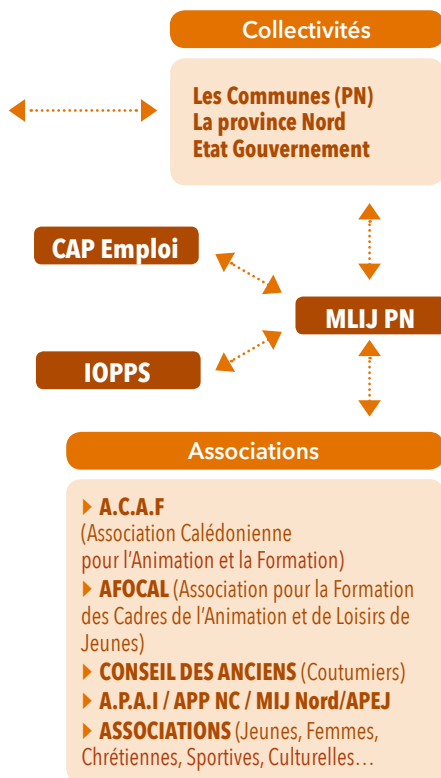 Collectivités
Les Communes (PN)
La province Nord
Etat Gouvernement
CAP Emploi
MLIJ PN
IOPPS
Associations
A.C.A.F
(Association Calédonienne
pour l'Animation et la Formation)
AFOCAL (Association pour la Formation
des Cadres de l'Animation et de Loisirs de
Jeunes)
CONSEIL DES ANCIENS (Coutumiers)
A.P.A.I / APP NC / MIJ Nord/APEJ
ASSOCIATIONS (Jeunes, Femmes,
Chrétiennes, Sportives, Culturelles…